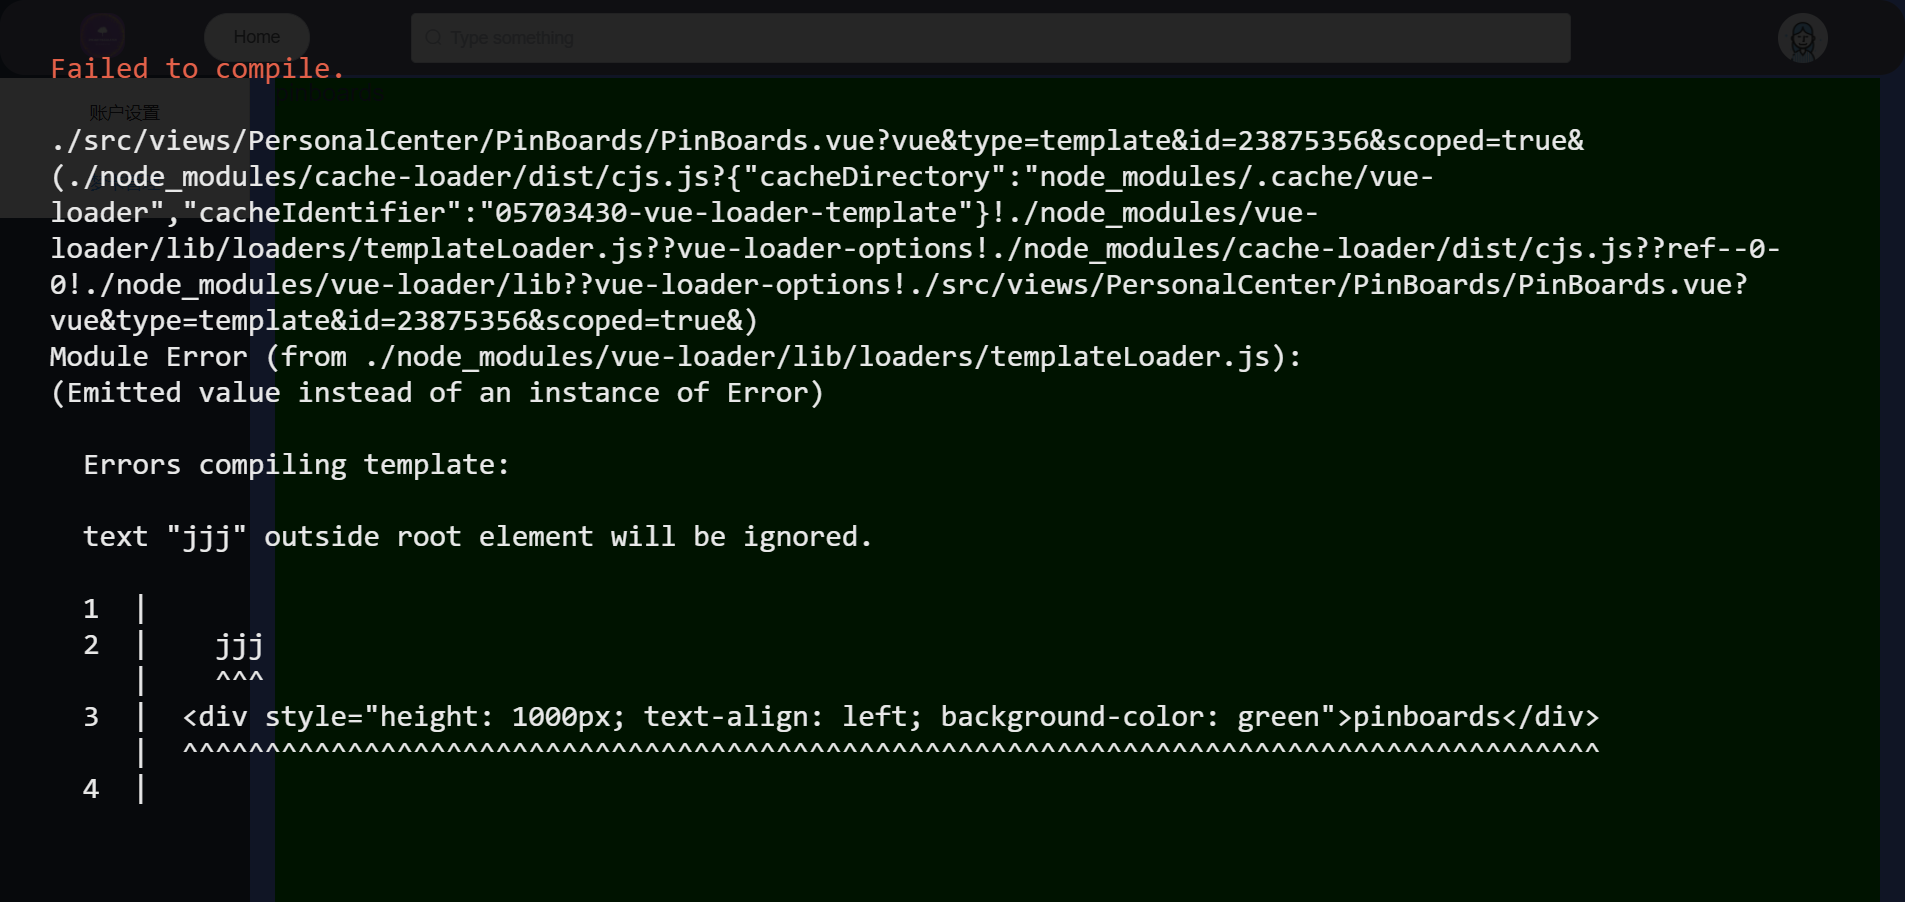 Home
Type something
Failed to compile.
pinboards
账户设置
./src/views/PersonalCenter/PinBoards/PinBoards.vue?vue&type=template&id=23875356&scoped=true&
(./node_modules/cache-loader/dist/cjs.js?{"cacheDirectory":"node_modules/.cache/vue-
loader","cacheIdentifier":"05703430-vue-loader-template"}!./node_modules/vue-
loader/lib/loaders/templateLoader.js??vue-loader-options!./node_modules/cache-loader/dist/cjs.js??ref--0-
0!./node_modules/vue-loader/lib??vue-loader-options!./src/views/PersonalCenter/PinBoards/PinBoards.vue?
vue&type=template&id=23875356&scoped=true&)
Module Error (from ./node_modules/vue-loader/lib/loaders/templateLoader.js):
(Emitted value instead of an instance of Error)
Errors compiling template:
text "jjj" outside root element will be ignored.
1  |
2  |    jjj
   |    ^^^
3  |  <div style="height: 1000px; text-align: left; background-color: green">pinboards</div>
   |  ^^^^^^^^^^^^^^^^^^^^^^^^^^^^^^^^^^^^^^^^^^^^^^^^^^^^^^^^^^^^^^^^^^^^^^^^^^^^^^^^^^^^^^
4  |